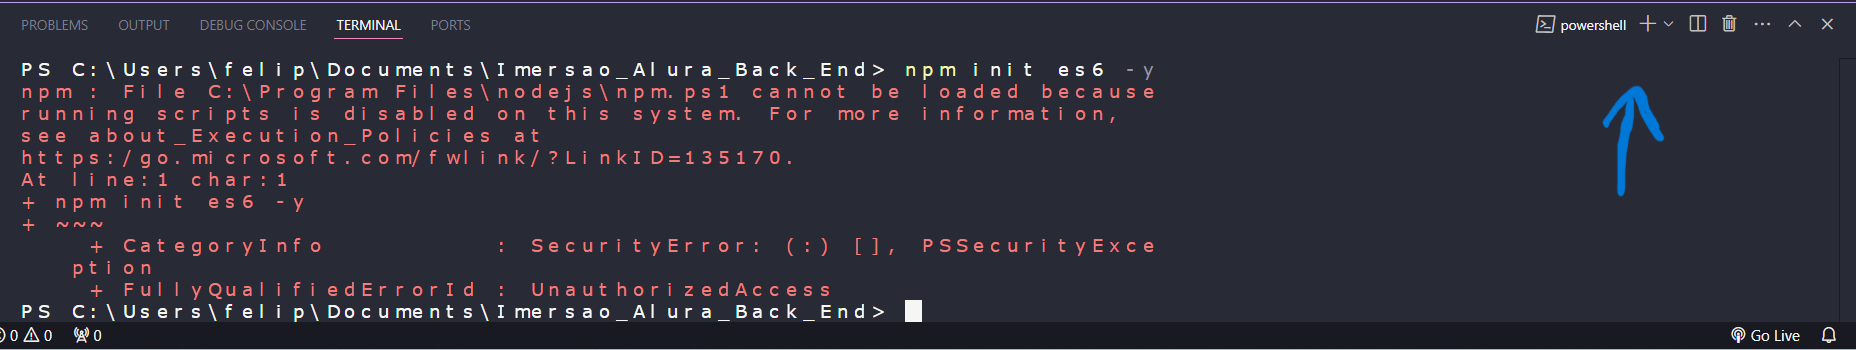 PROBLEMS OUTPUT DEBUG CONSOLE TERMINAL PORTS powershell
PS C:\Users\felip\Documents\Imersao_Alura_Back_End> npm init es6 -y
npm : File C:\Program Files\nodejs\npm.ps1 cannot be loaded because
running scripts is disabled on this system. For more information,
see about_Execution_Policies at
https:/go.microsoft.com/fwlink/?LinkID=135170.
At line:1 char:1
+ npm init es6 -y
+ ~~~
+ CategoryInfo : SecurityError: (:) [], PSSecurityExce
ption
+ FullyQualifiedErrorId : UnauthorizedAccess
PS C:\Users\felip\Documents\Imersao_Alura_Back_End>
0 0 0 Go Live